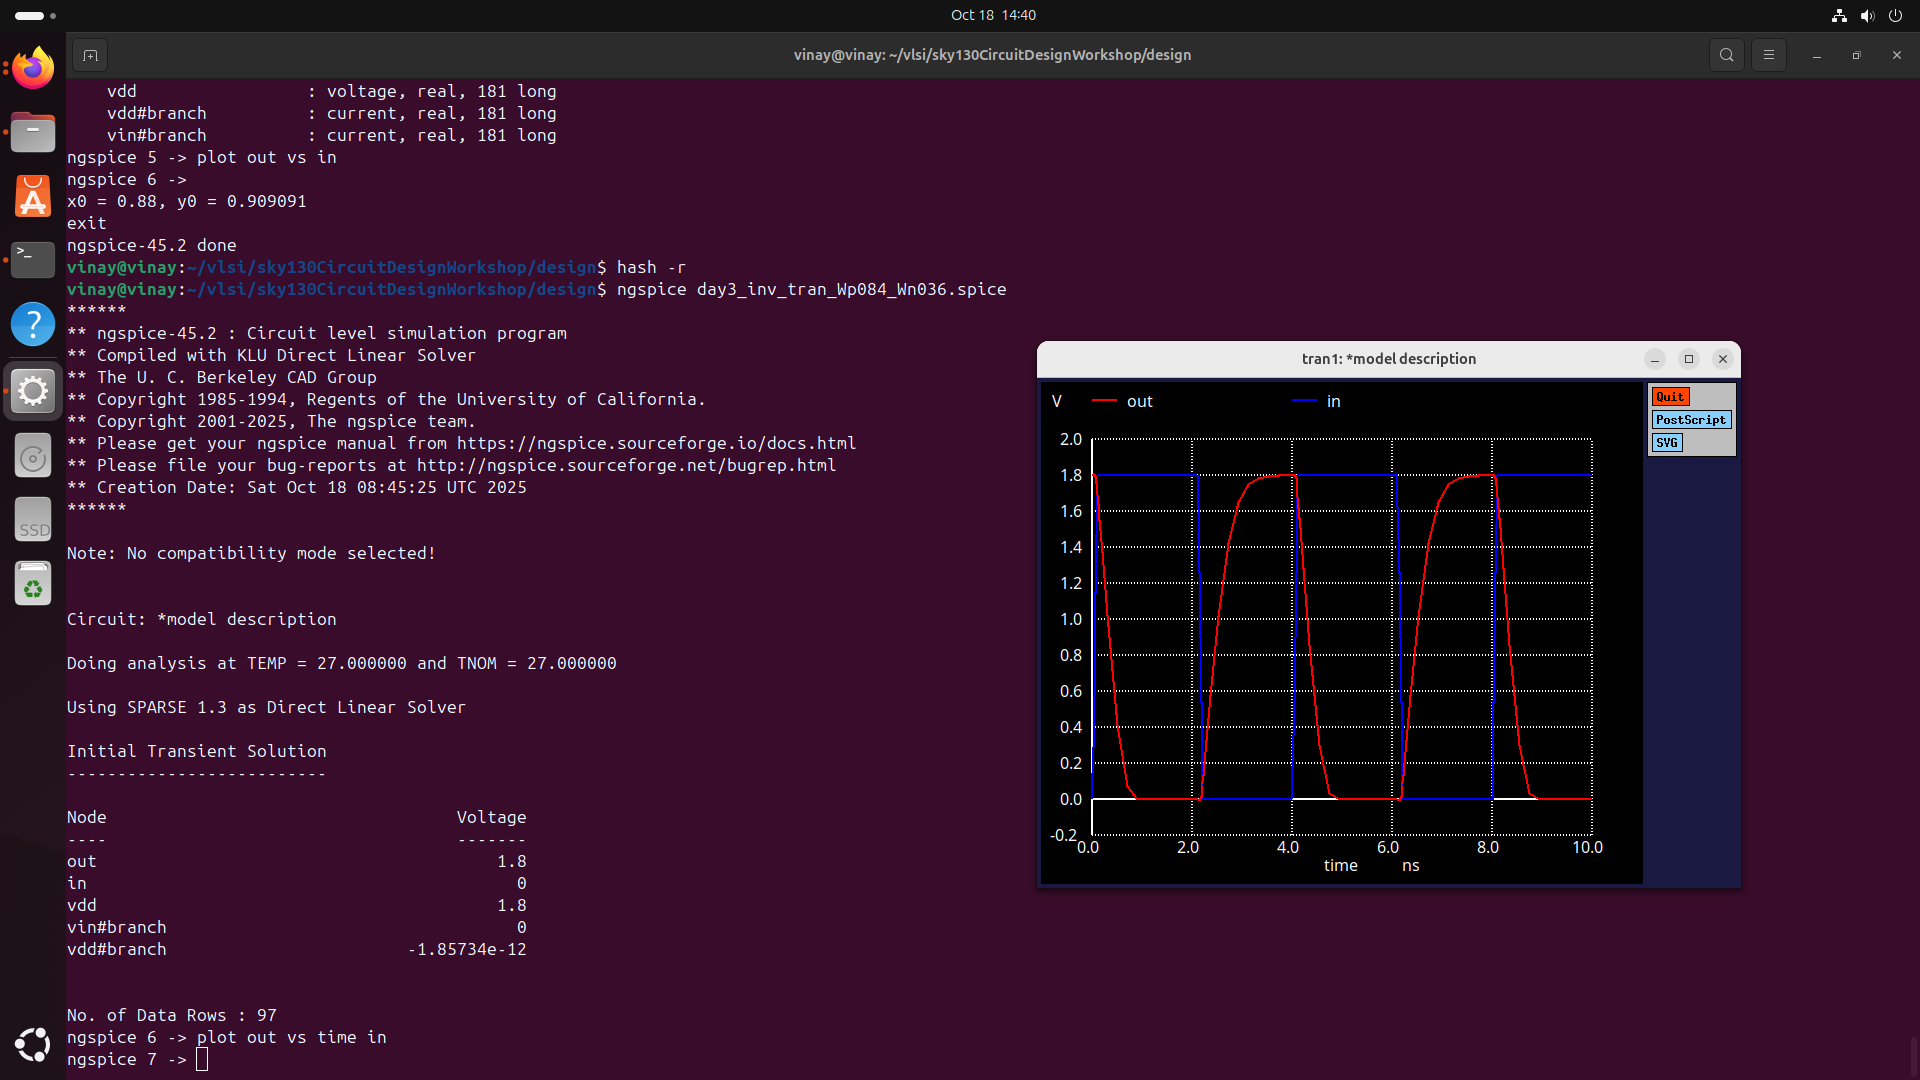 Oct 18 14:40
vinay@vinay: ~/vlsi/sky130CircuitDesignWorkshop/design
vdd : voltage, real, 181 long
vdd#branch : current, real, 181 long
vin#branch : current, real, 181 long
ngspice 5 -> plot out vs in
ngspice 6 ->
x0 = 0.88, y0 = 0.909091
exit
ngspice-45.2 done
vinay@vinay:~/vlsi/sky130CircuitDesignWorkshop/design$ hash -r
vinay@vinay:~/vlsi/sky130CircuitDesignWorkshop/design$ ngspice day3_inv_tran_Wp084_Wn036.spice
******
** ngspice-45.2 : Circuit level simulation program
** Compiled with KLU Direct Linear Solver
** The U. C. Berkeley CAD Group
** Copyright 1985-1994, Regents of the University of California.
** Copyright 2001-2025, The ngspice team.
** Please get your ngspice manual from https://ngspice.sourceforge.io/docs.html
** Please file your bug-reports at http://ngspice.sourceforge.net/bugrep.html
** Creation Date: Sat Oct 18 08:45:25 UTC 2025
******
Note: No compatibility mode selected!
Circuit: *model description
Doing analysis at TEMP = 27.000000 and TNOM = 27.000000
Using SPARSE 1.3 as Direct Linear Solver
Initial Transient Solution
--------------------------
Node Voltage
---- -------
out 1.8
in 0
vdd 1.8
vin#branch 0
vdd#branch -1.85734e-12
No. of Data Rows : 97
ngspice 6 -> plot out vs time in
ngspice 7 ->
tran1: *model description
V out in
Quit
PostScript
SVG
2.0
1.8
1.6
1.4
1.2
1.0
0.8
0.6
0.4
0.2
0.0
-0.2
0.0 2.0 4.0 6.0 8.0 10.0
time ns
SSD